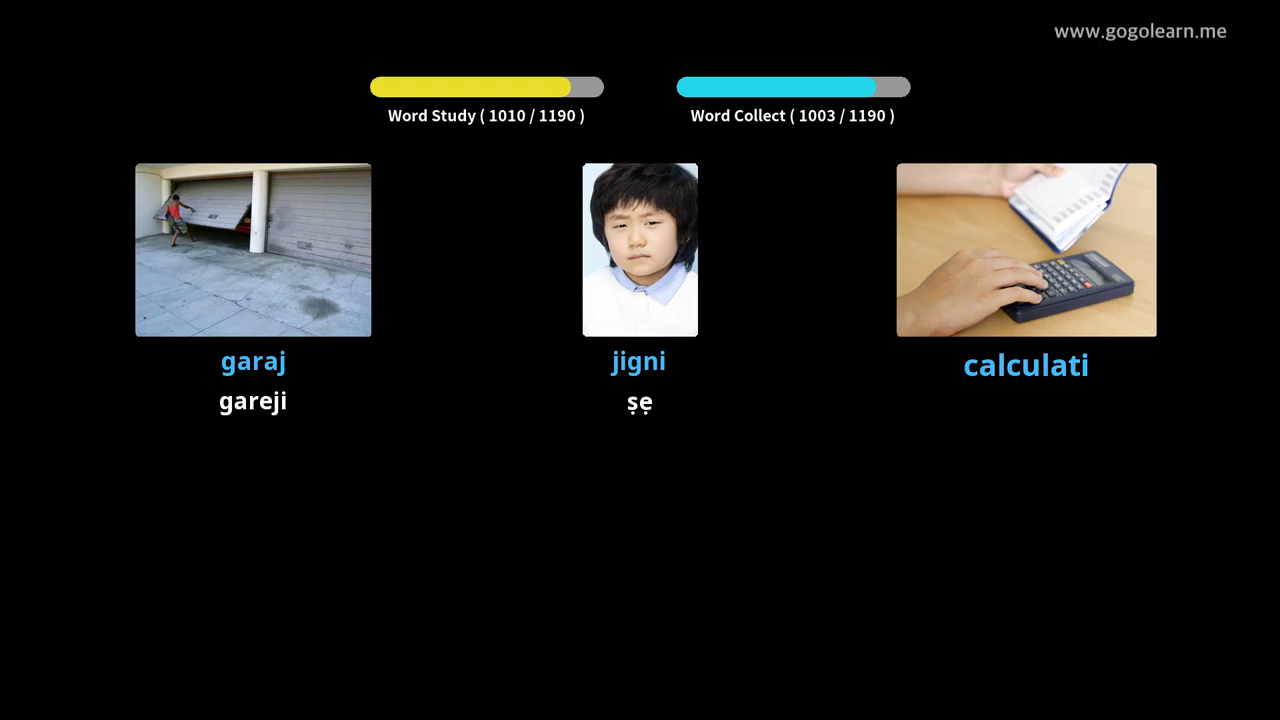 www.gogolearn.me
Word Study ( 1010 / 1190 )
Word Collect ( 1003 / 1190 )
garaj
jigni
calculati
gareji
ṣẹ